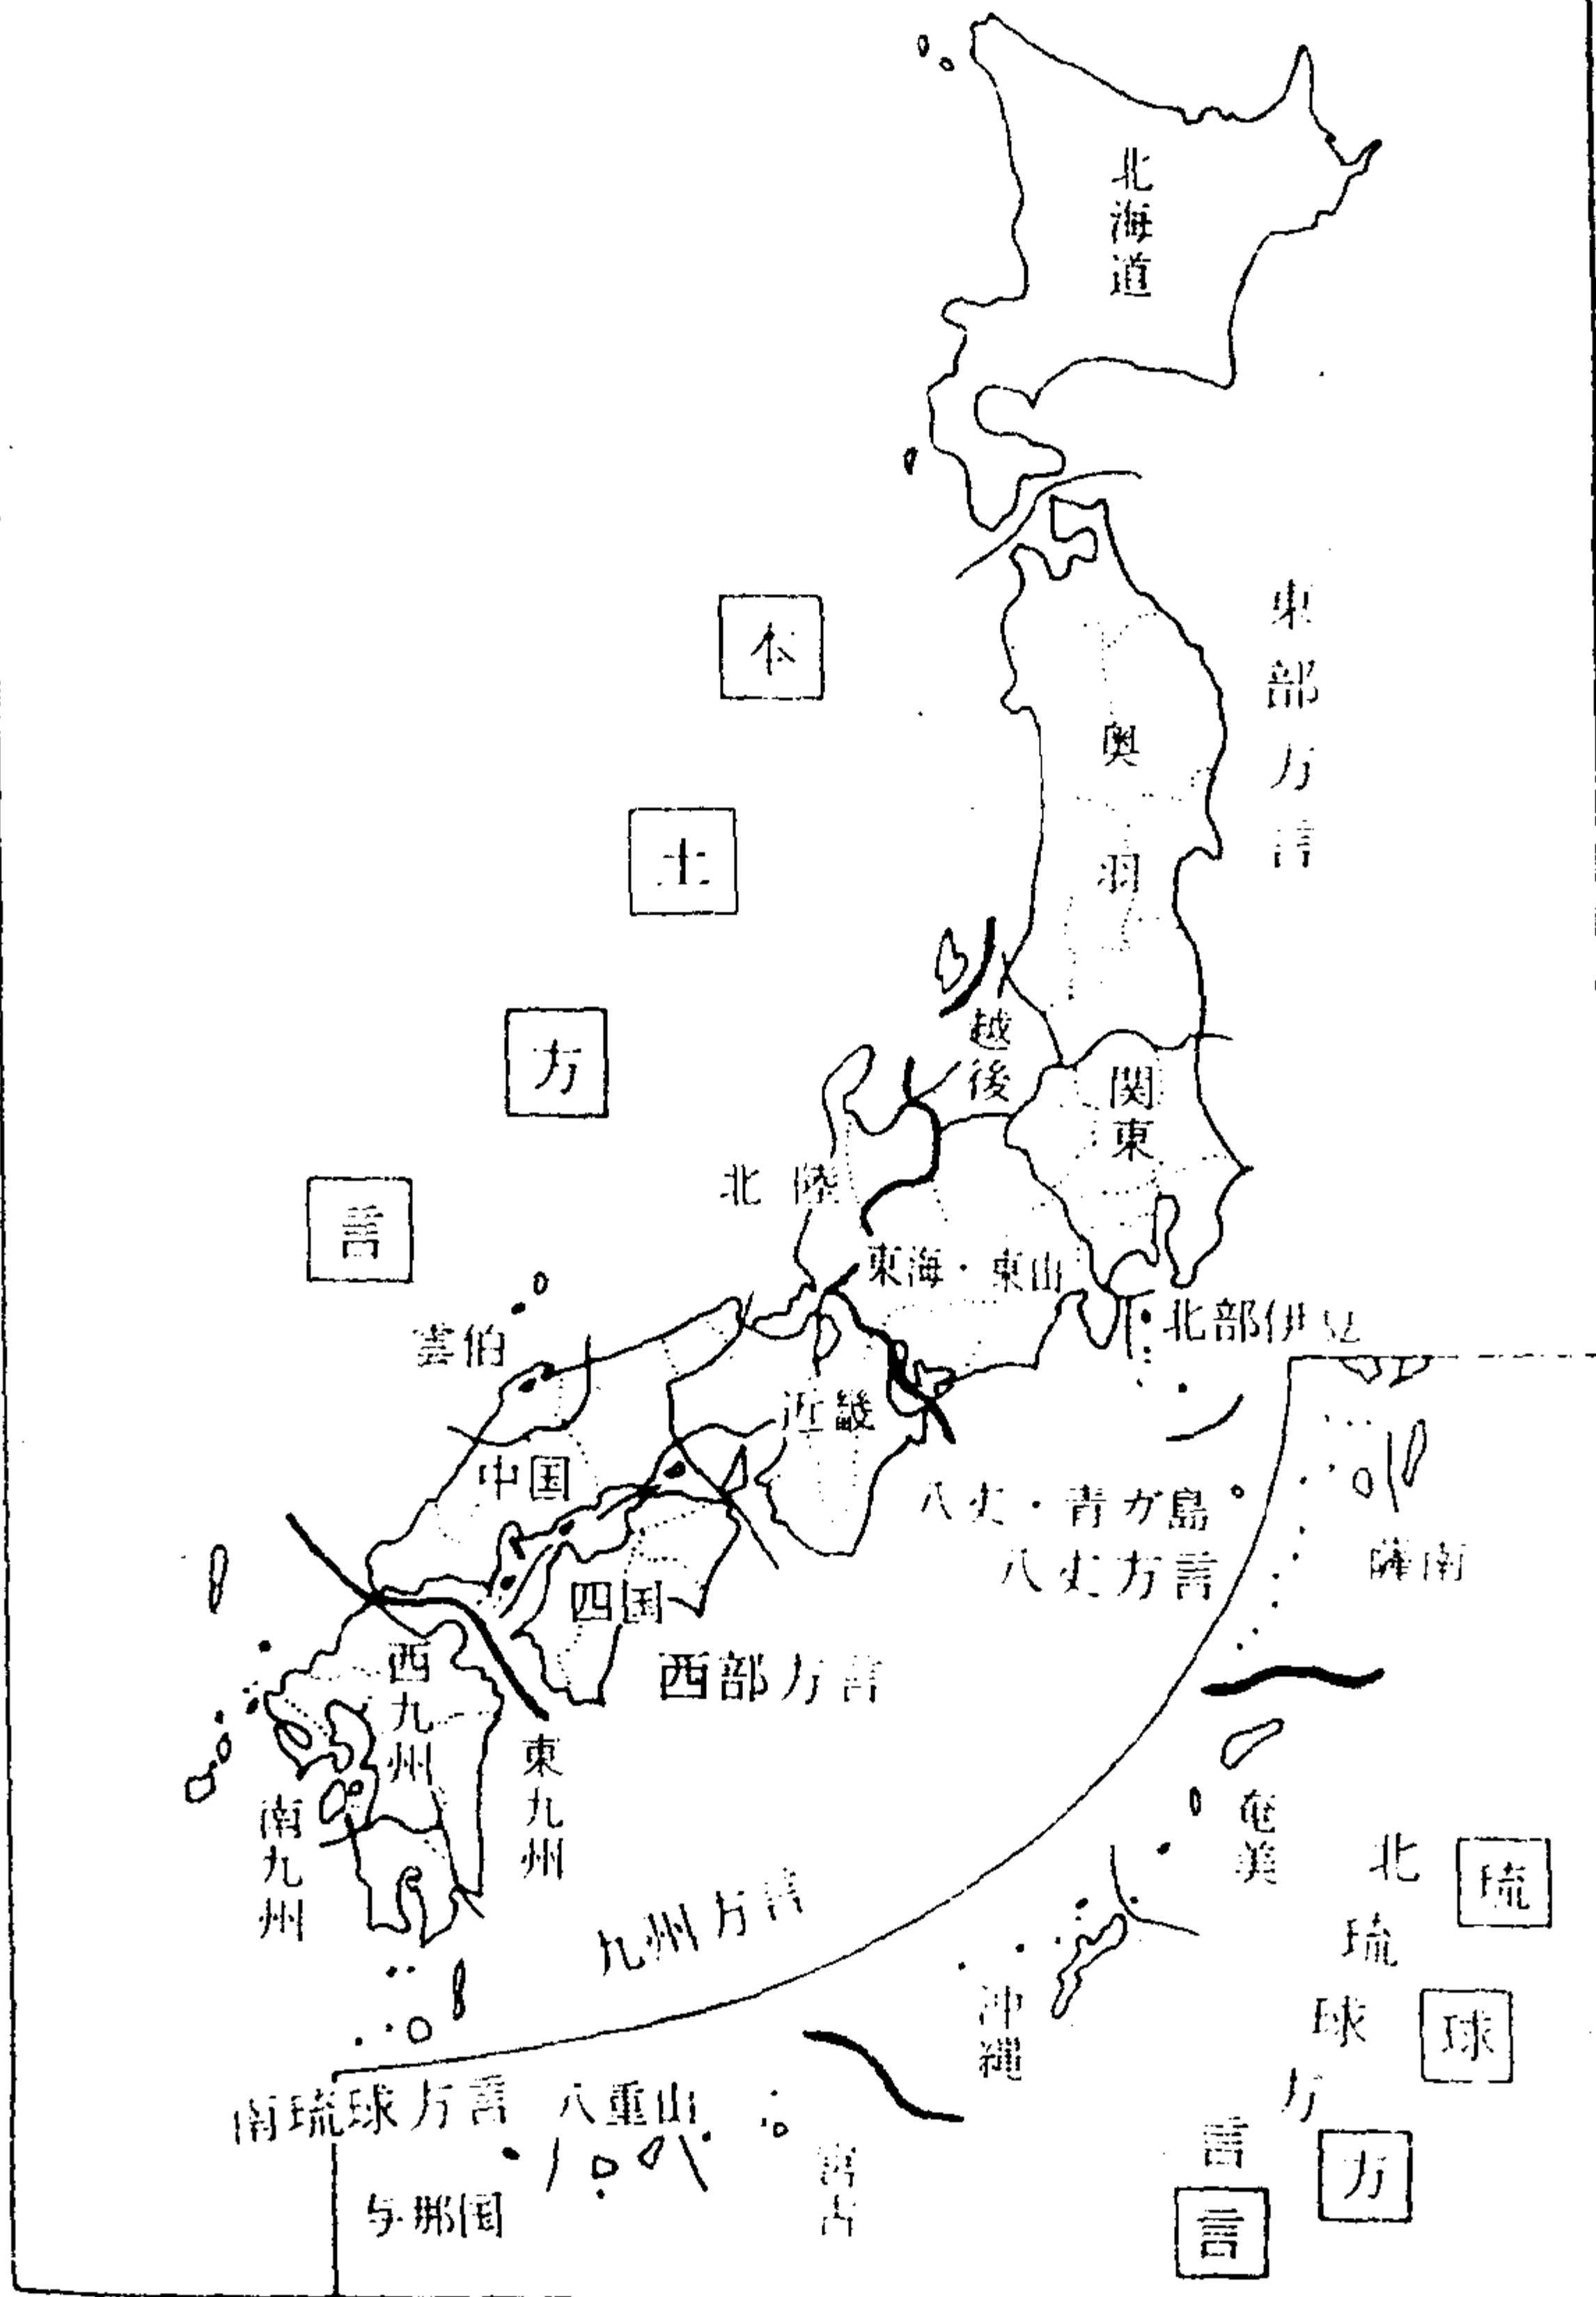 北海道
東部方言
本土方言
奥羽
越後
関東
北陸
東海・東山
北部伊豆
雲伯
近畿
中国
四国
八丈・青ガ島
八丈方言
薩南
西部方言
西九州
東九州
南九州
九州方言
奄美
沖縄
北琉球方言
琉球方言
南琉球方言
八重山
宮古
与那国